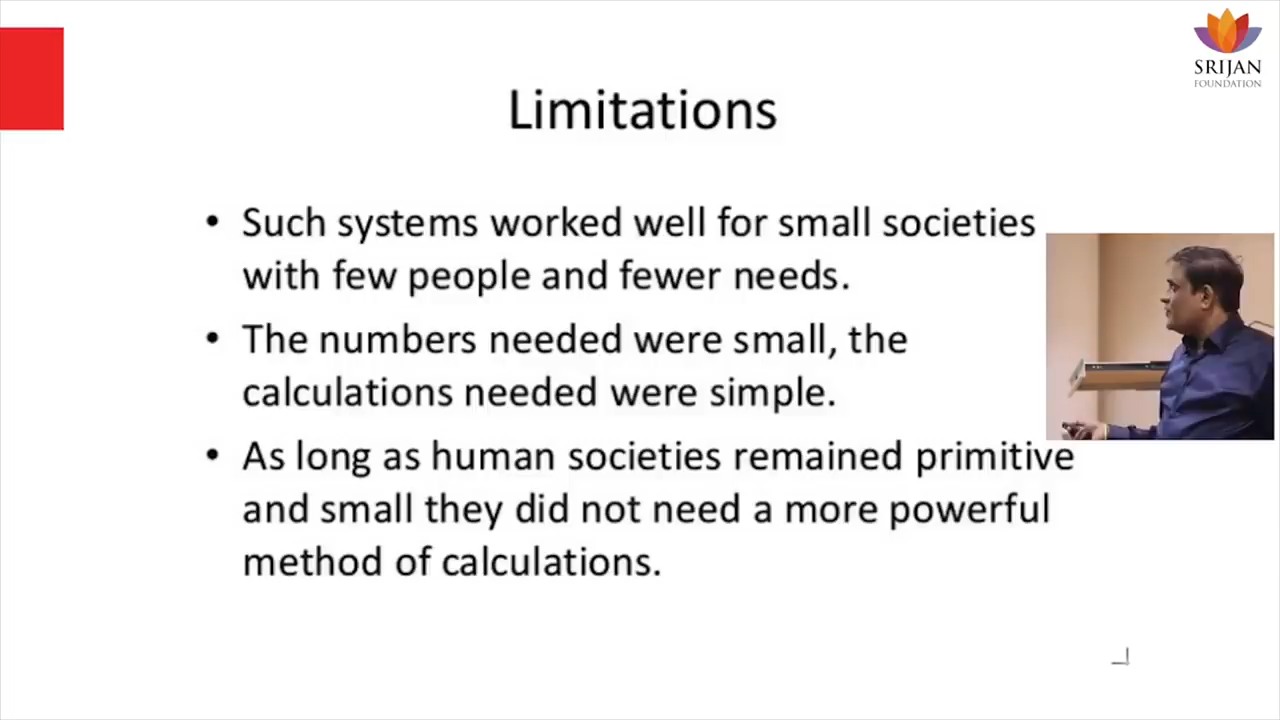 SRIJAN
FOUNDATION
Limitations
• Such systems worked well for small societies
with few people and fewer needs.
• The numbers needed were small, the
calculations needed were simple.
• As long as human societies remained primitive
and small they did not need a more powerful
method of calculations.